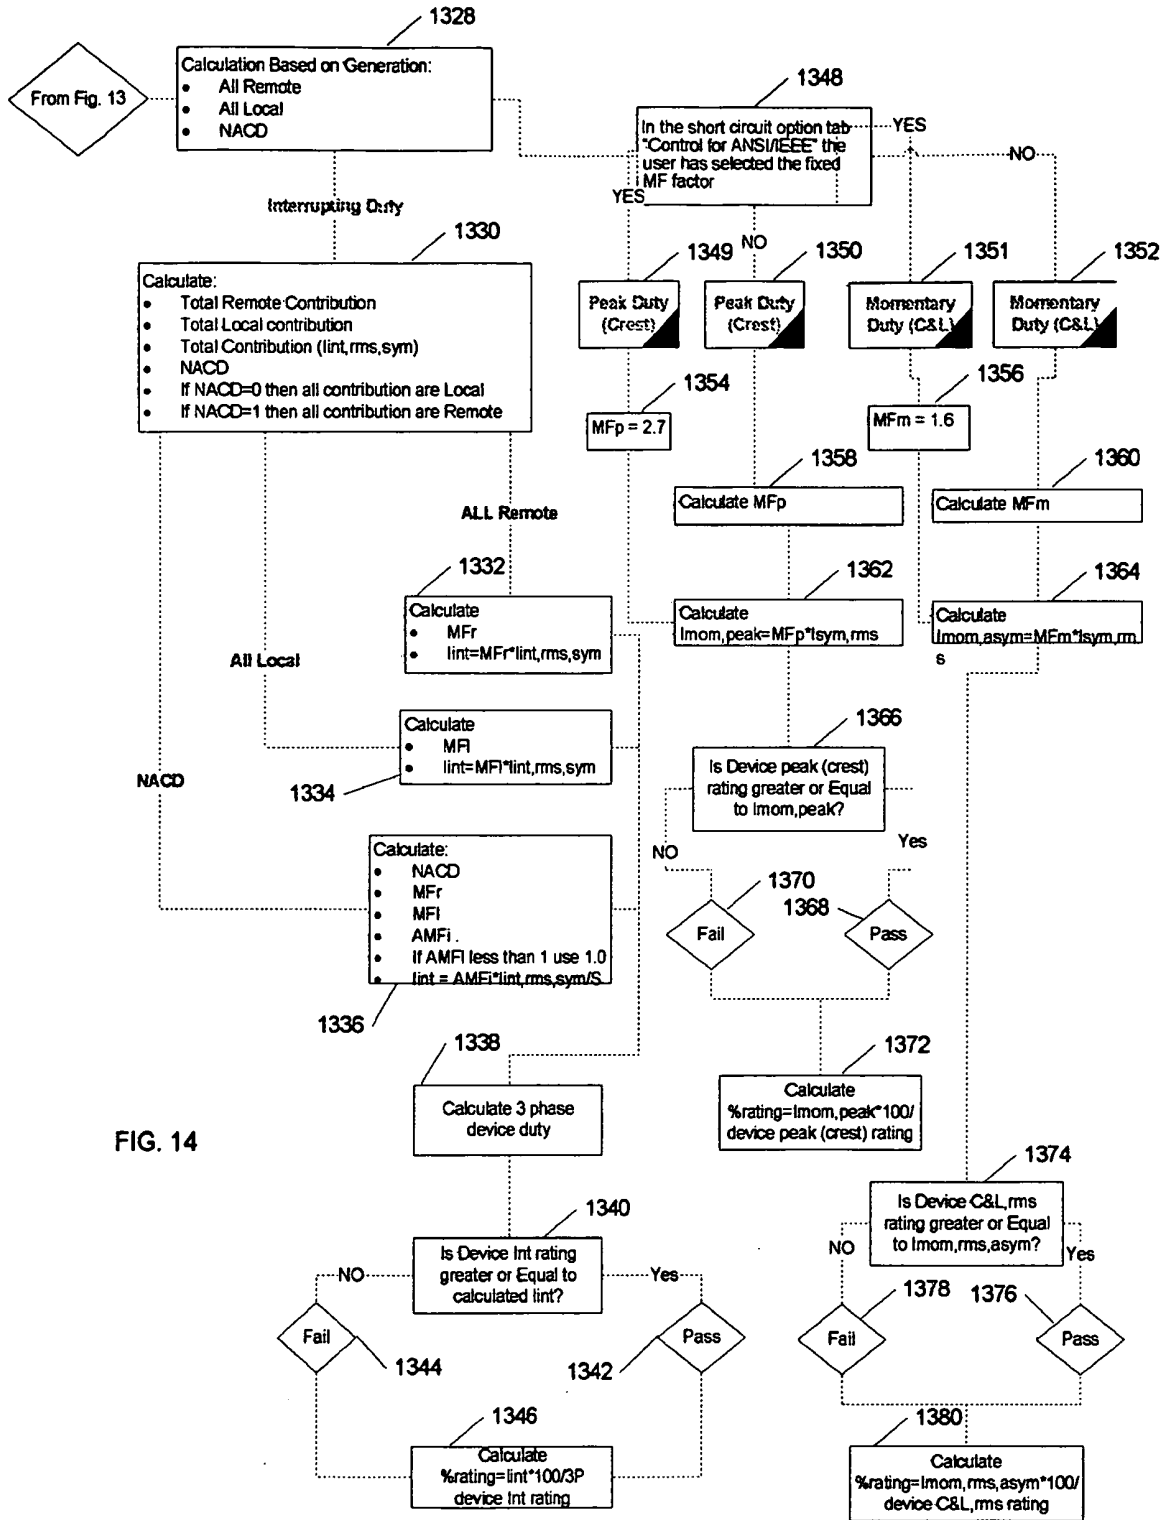 1328
From Fig. 13
Calculation Based on Generation:
• All Remote
• All Local
• NACD
1348
In the short circuit option tab
"Control for ANSI/IEEE" the
user has selected the fixed
MF factor
YES
NO
YES
NO
Interrupting Duty
1330
Calculate:
• Total Remote Contribution
• Total Local contribution
• Total Contribution (Iint,rms,sym)
• NACD
• If NACD=0 then all contribution are Local
• If NACD=1 then all contribution are Remote
1349
Peak Duty
(Crest)
1350
Peak Duty
(Crest)
1351
Momentary
Duty (C&L)
1352
Momentary
Duty (C&L)
1354
MFp = 2.7
1356
MFm = 1.6
1358
Calculate MFp
1360
Calculate MFm
ALL Remote
1332
Calculate
• MFr
• Iint=MFr*Iint,rms,sym
1362
Calculate
Imom,peak=MFp*Isym,rms
1364
Calculate
Imom,asym=MFm*Isym,rm
s
All Local
Calculate
• MFl
• Iint=MFl*Iint,rms,sym
1334
NACD
1366
Is Device peak (crest)
rating greater or Equal
to Imom,peak?
NO
Yes
Calculate:
• NACD
• MFr
• MFl
• AMFi .
• If AMFI less than 1 use 1.0
• Iint = AMFi*Iint,rms,sym/S
1336
1370
1368
Fail
Pass
1338
Calculate 3 phase
device duty
1372
Calculate
%rating=Imom,peak*100/
device peak (crest) rating
FIG. 14
1374
Is Device C&L,rms
rating greater or Equal
to Imom,rms,asym?
NO
Yes
1340
Is Device Int rating
greater or Equal to
calculated Iint?
NO
Yes
1378
1376
Fail
Pass
Fail
Pass
1344
1342
1346
Calculate
%rating=Iint*100/3P
device Int rating
1380
Calculate
%rating=Imom,rms,asym*100/
device C&L,rms rating